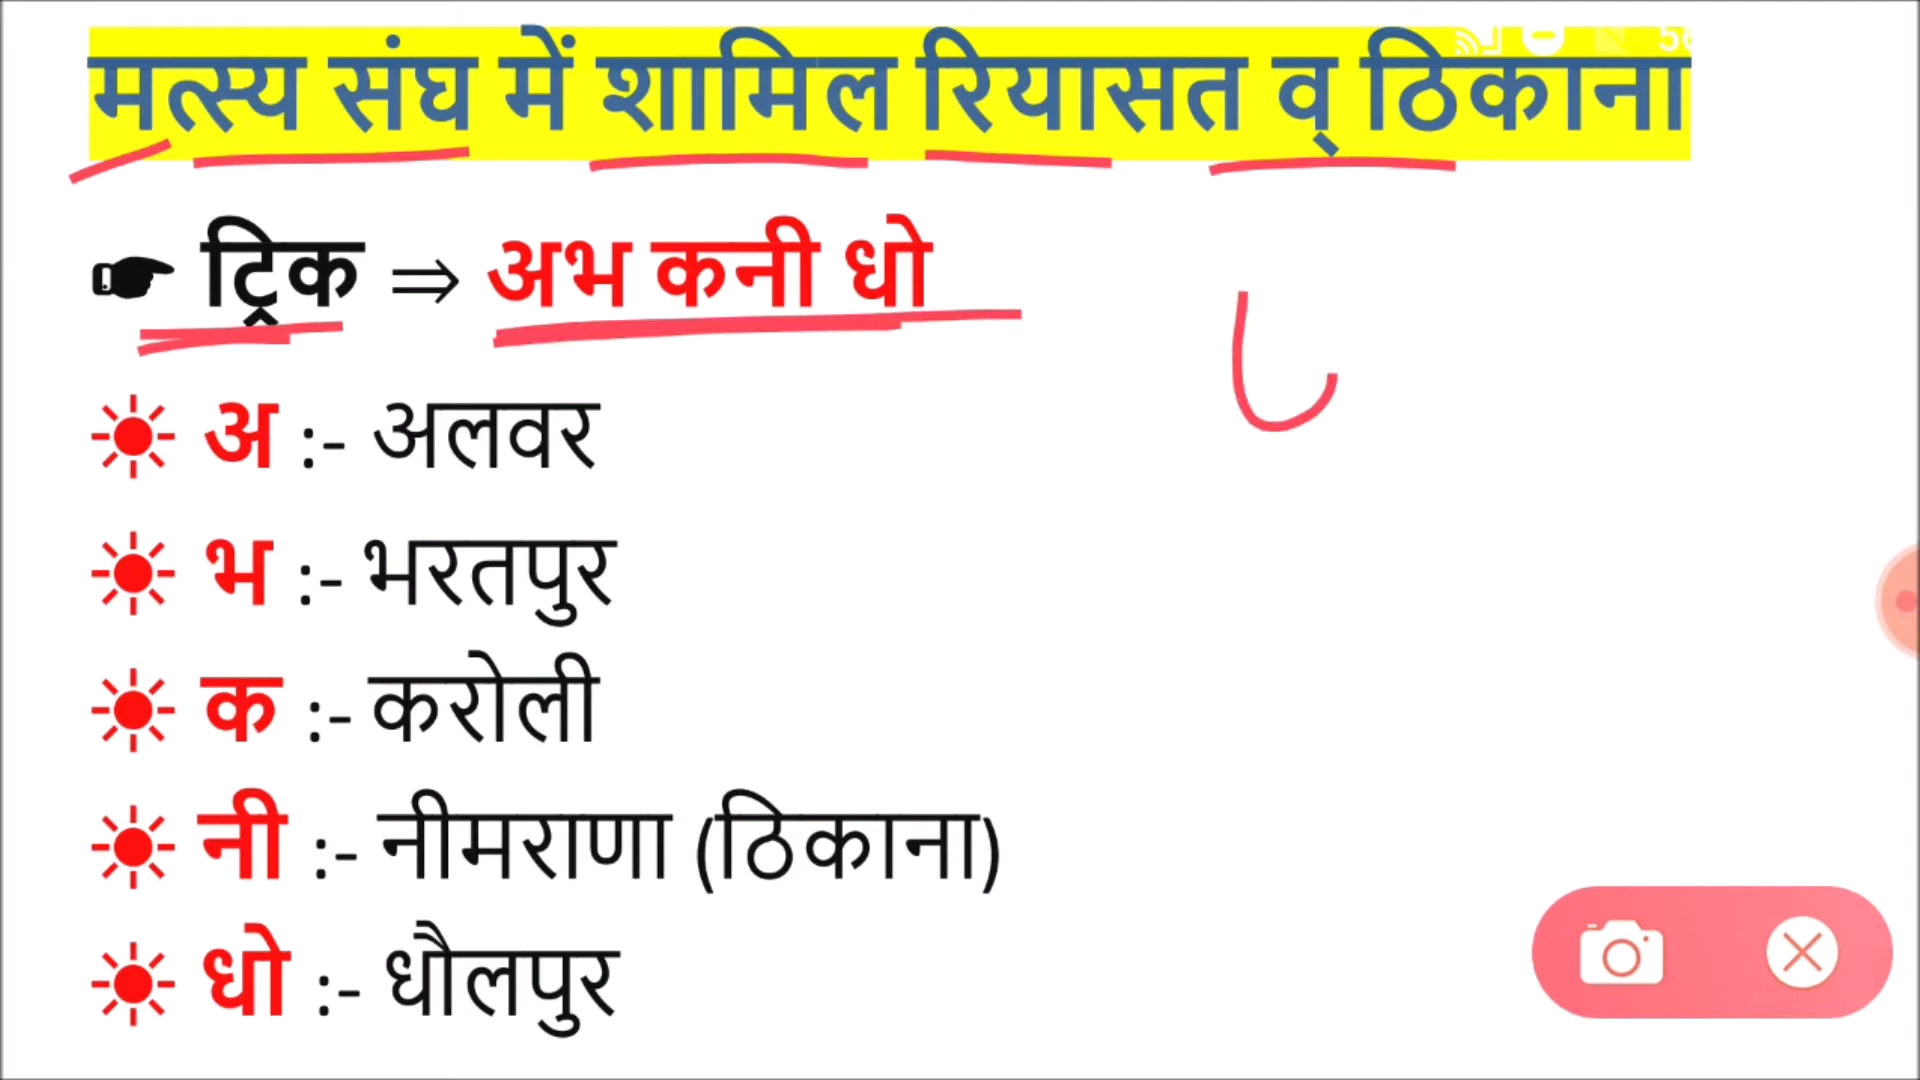 मत्स्य संघ में शामिल रियासत व् ठिकाना
☛ ट्रिक ⇒ अभ कनी धो
☀ अ :- अलवर
☀ भ :- भरतपुर
☀ क :- करोली
☀ नी :- नीमराणा (ठिकाना)
☀ धो :- धौलपुर